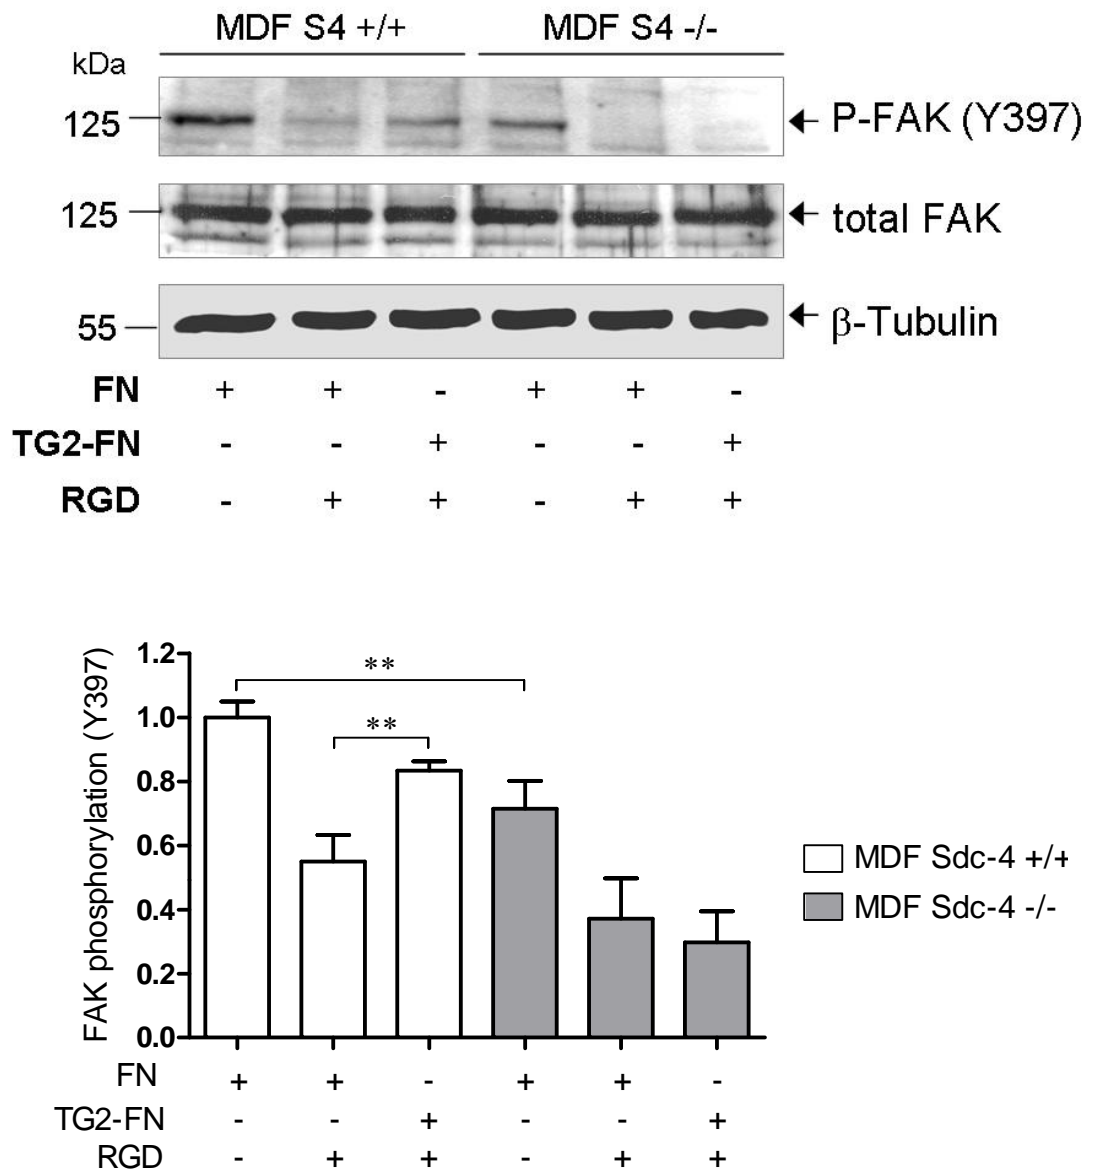 MDF S4 +/+ MDF S4 -/-
kDa
125 P-FAK (Y397)
125 total FAK
55 β-Tubulin
FN + + - + + -
TG2-FN - - + - - +
RGD - + + - + +
FAK phosphorylation (Y397)
1.2
1.0
0.8
0.6
0.4
0.2
0.0
**
**
MDF Sdc-4 +/+
MDF Sdc-4 -/-
FN + + - + + -
TG2-FN - - + - - +
RGD - + + - + +